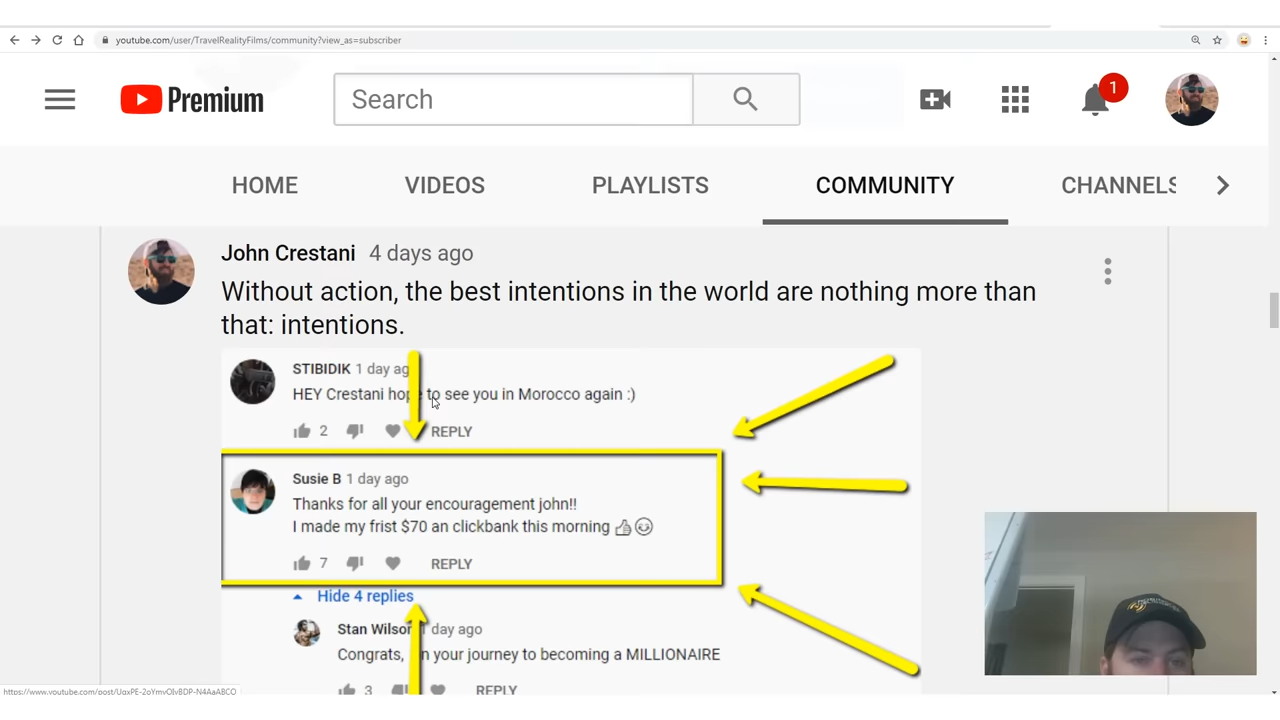 youtube.com/user/TravelRealityFilms/community?view_as=subscriber
Premium
Search
1
HOME VIDEOS PLAYLISTS COMMUNITY CHANNELS
John Crestani 4 days ago
Without action, the best intentions in the world are nothing more than
that: intentions.
STIBIDIK 1 day ag
HEY Crestani hope to see you in Morocco again :)
2 REPLY
Susie B 1 day ago
Thanks for all your encouragement john!!
I made my frist $70 an clickbank this morning
7 REPLY
Hide 4 replies
Stan Wilson day ago
Congrats, n your journey to becoming a MILLIONAIRE
3 REPLY